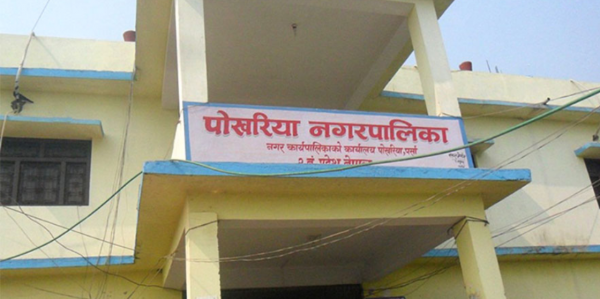 पोखरिया नगरपालिका
नगर कार्यपालिकाको कार्यालय पोखरिया, पर्सा
२ नं प्रदेश नेपाल